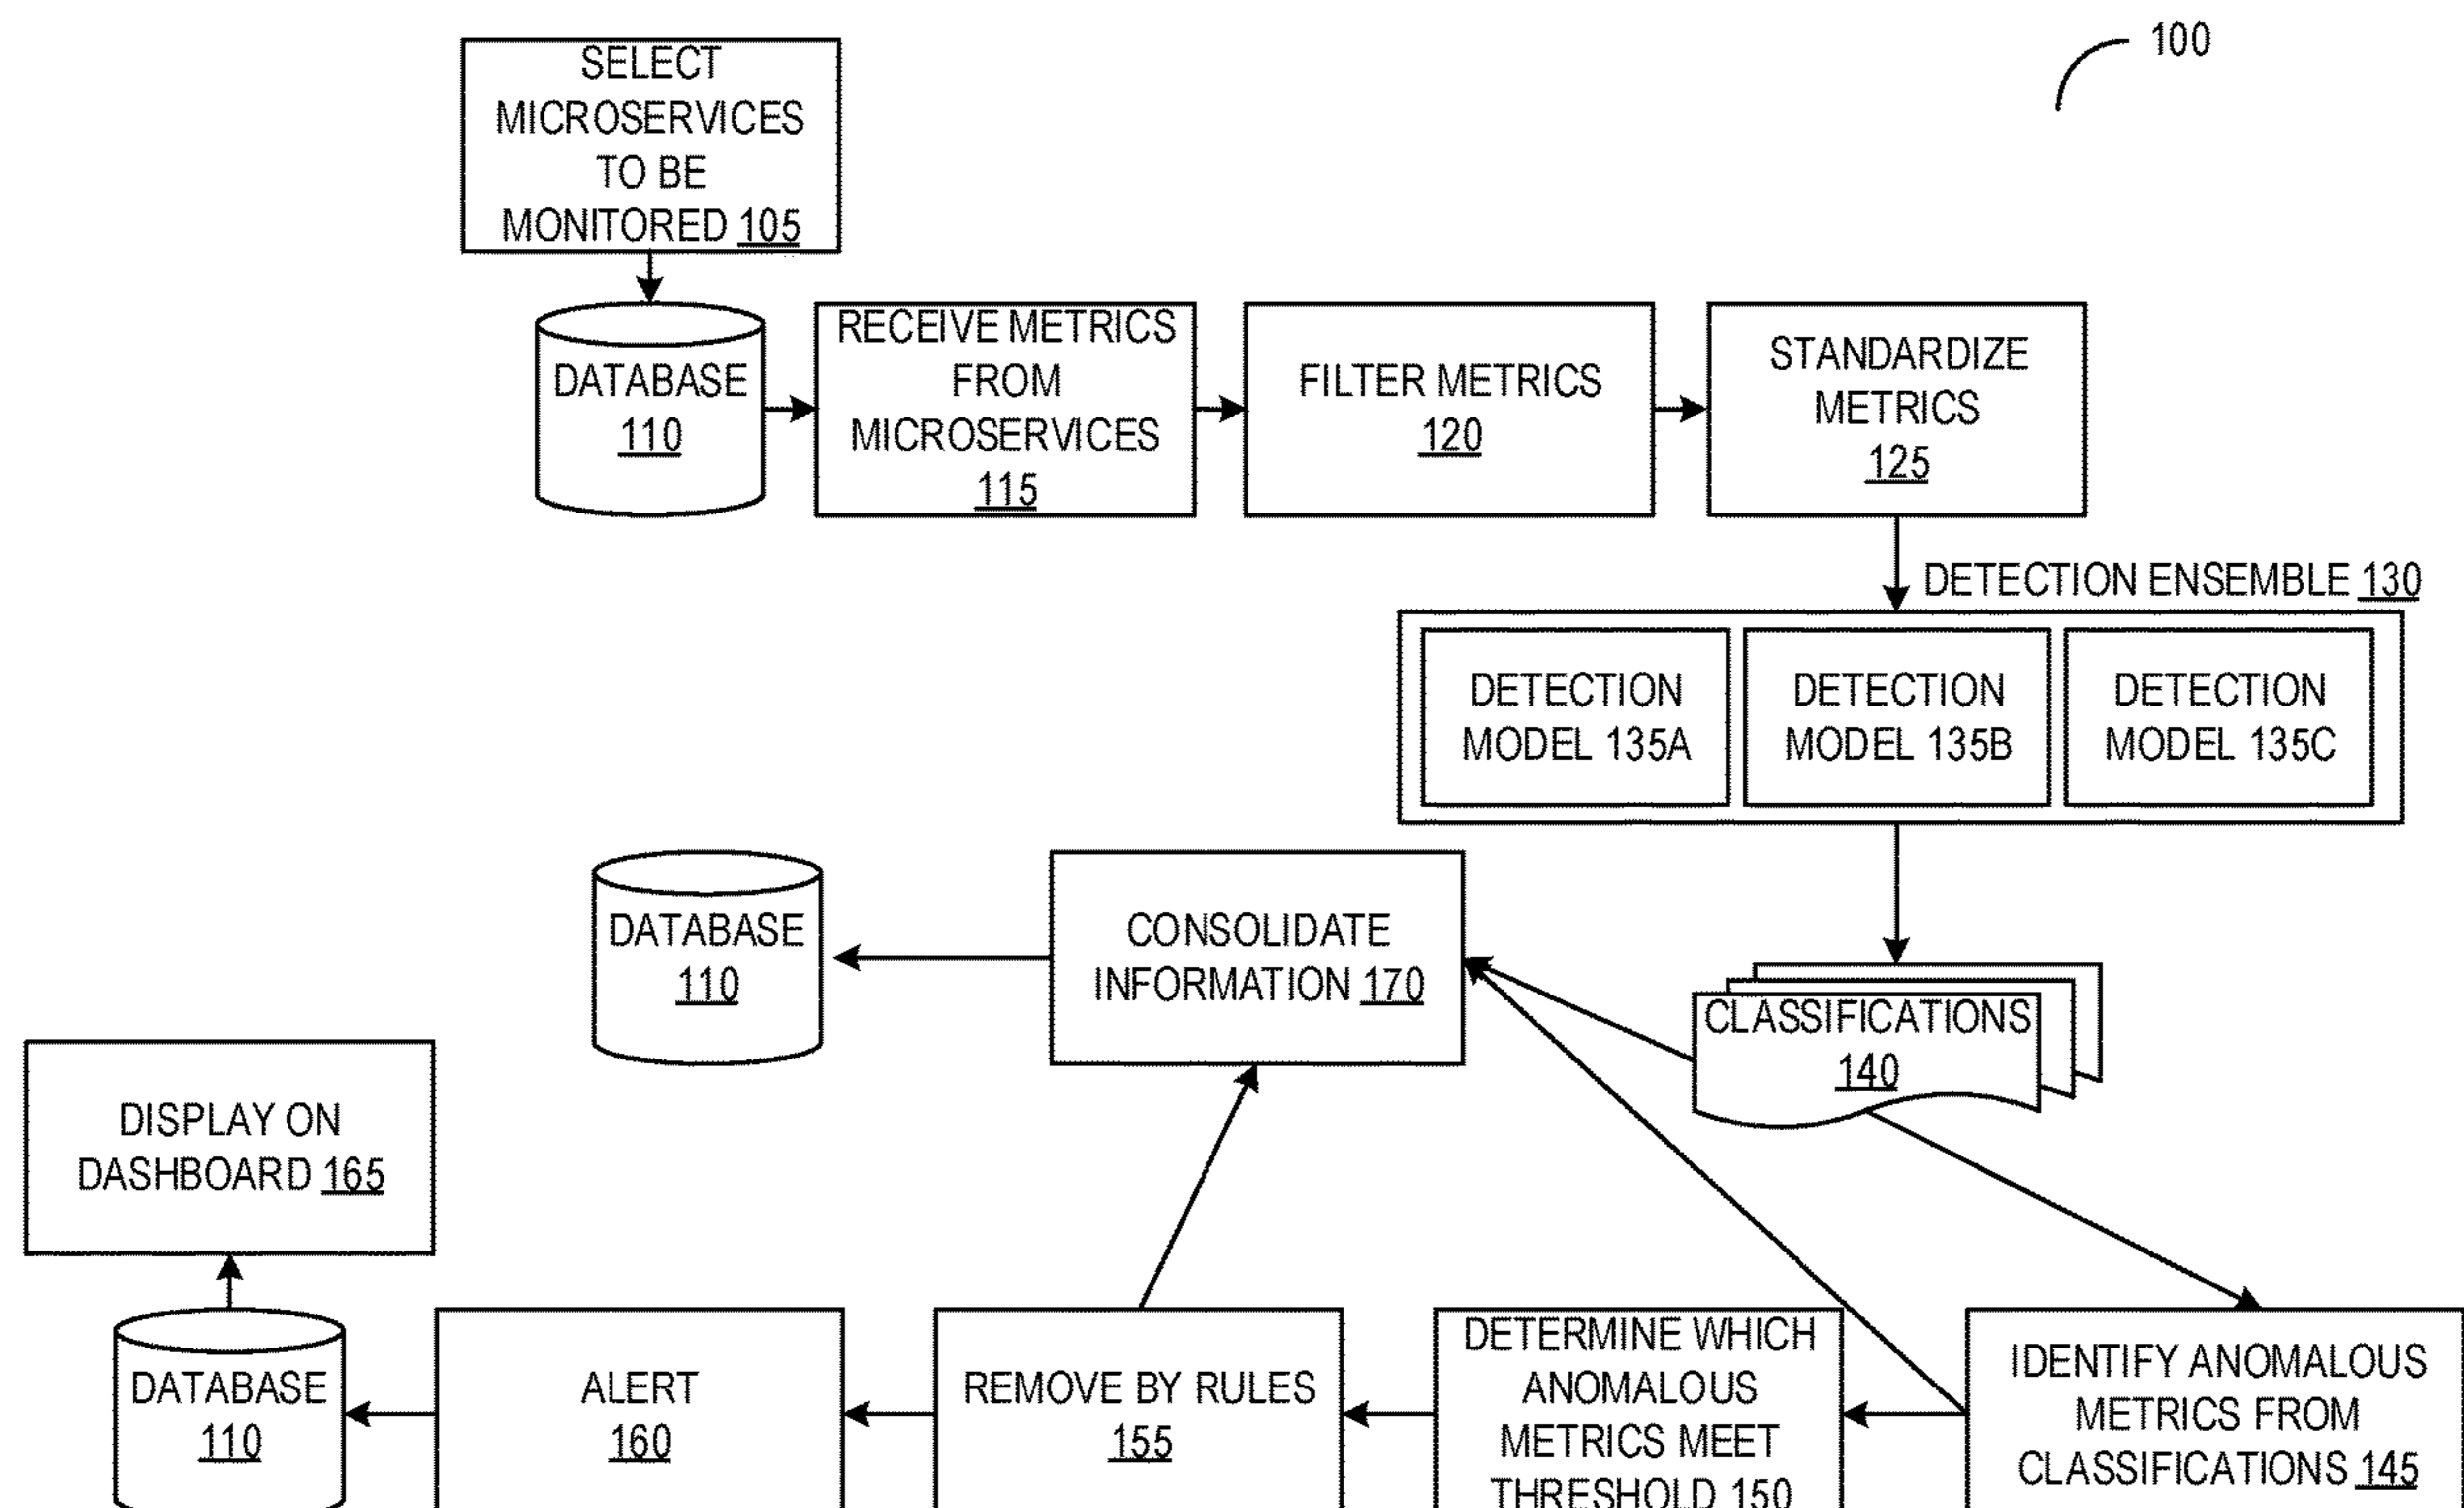 100
SELECT
MICROSERVICES
TO BE
MONITORED 105
DATABASE
110
RECEIVE METRICS
FROM
MICROSERVICES
115
FILTER METRICS
120
STANDARDIZE
METRICS
125
DETECTION ENSEMBLE 130
DETECTION
MODEL 135A
DETECTION
MODEL 135B
DETECTION
MODEL 135C
DATABASE
110
CONSOLIDATE
INFORMATION 170
CLASSIFICATIONS
140
DISPLAY ON
DASHBOARD 165
DATABASE
110
ALERT
160
REMOVE BY RULES
155
DETERMINE WHICH
ANOMALOUS
METRICS MEET
THRESHOLD 150
IDENTIFY ANOMALOUS
METRICS FROM
CLASSIFICATIONS 145